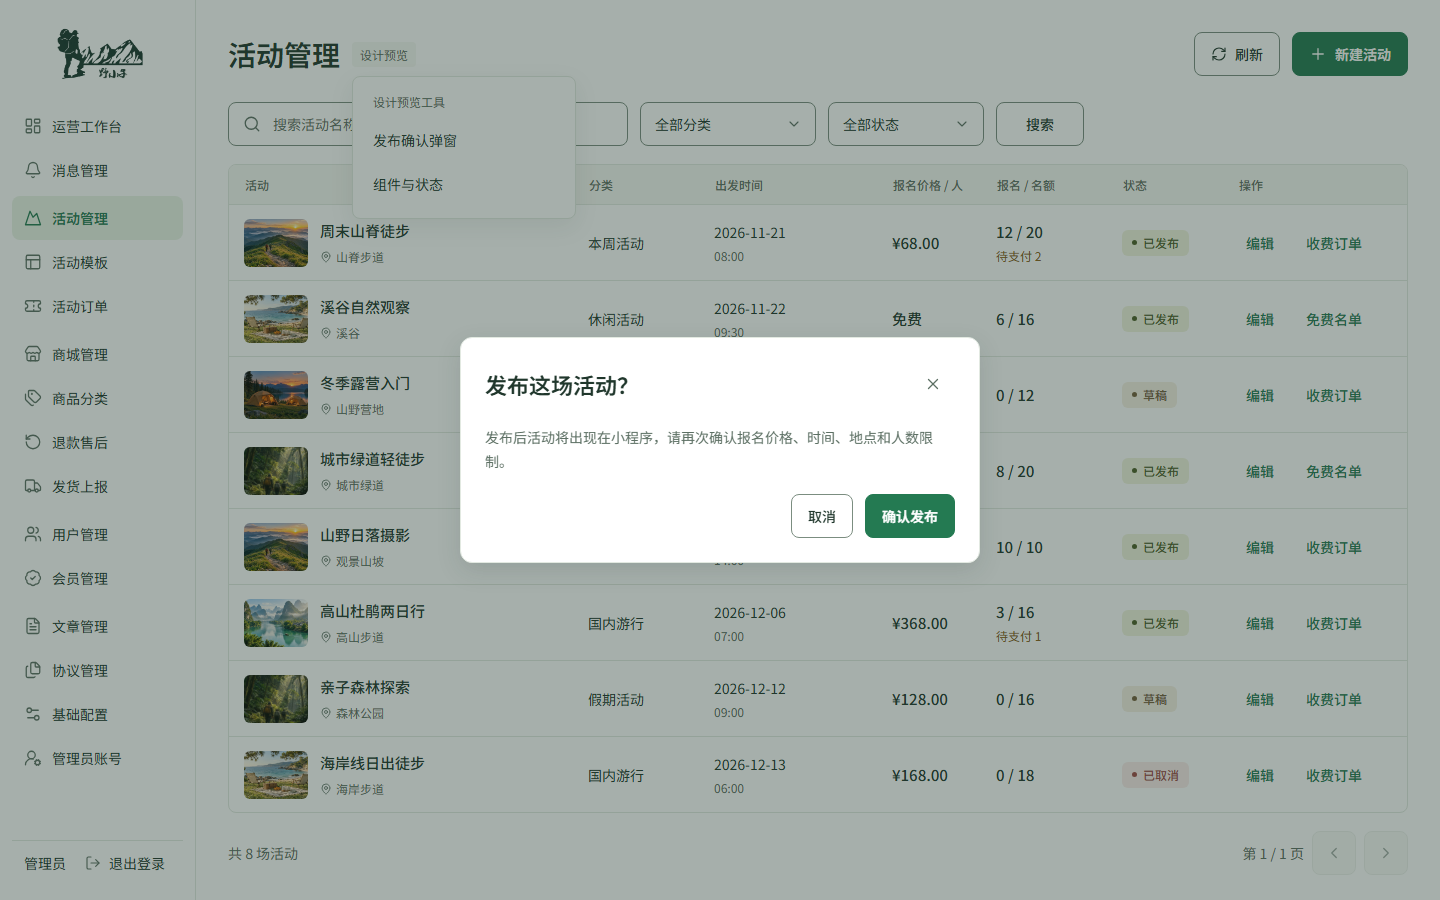 野小子
运营工作台
消息管理
活动管理
活动模板
活动订单
商城管理
商品分类
退款售后
发货上报
用户管理
会员管理
文章管理
协议管理
基础配置
管理员账号
管理员
退出登录
活动管理
设计预览
刷新
新建活动
设计预览工具
发布确认弹窗
组件与状态
搜索活动名称
全部分类
全部状态
搜索
活动 分类 出发时间 报名价格 / 人 报名 / 名额 状态 操作
周末山脊徒步
山脊步道
本周活动
2026-11-21
08:00
¥68.00
12 / 20
待支付 2
已发布
编辑 收费订单
溪谷自然观察
溪谷
休闲活动
2026-11-22
09:30
免费
6 / 16
已发布
编辑 免费名单
冬季露营入门
山野营地
0 / 12
草稿
编辑 收费订单
城市绿道轻徒步
城市绿道
8 / 20
已发布
编辑 免费名单
山野日落摄影
观景山坡
10 / 10
已发布
编辑 收费订单
高山杜鹃两日行
高山步道
国内游行
2026-12-06
07:00
¥368.00
3 / 16
待支付 1
已发布
编辑 收费订单
亲子森林探索
森林公园
假期活动
2026-12-12
09:00
¥128.00
0 / 16
草稿
编辑 收费订单
海岸线日出徒步
海岸步道
国内游行
2026-12-13
06:00
¥168.00
0 / 18
已取消
编辑 收费订单
共 8 场活动
第 1 / 1 页
发布这场活动？
发布后活动将出现在小程序，请再次确认报名价格、时间、地点和人数限
制。
取消
确认发布